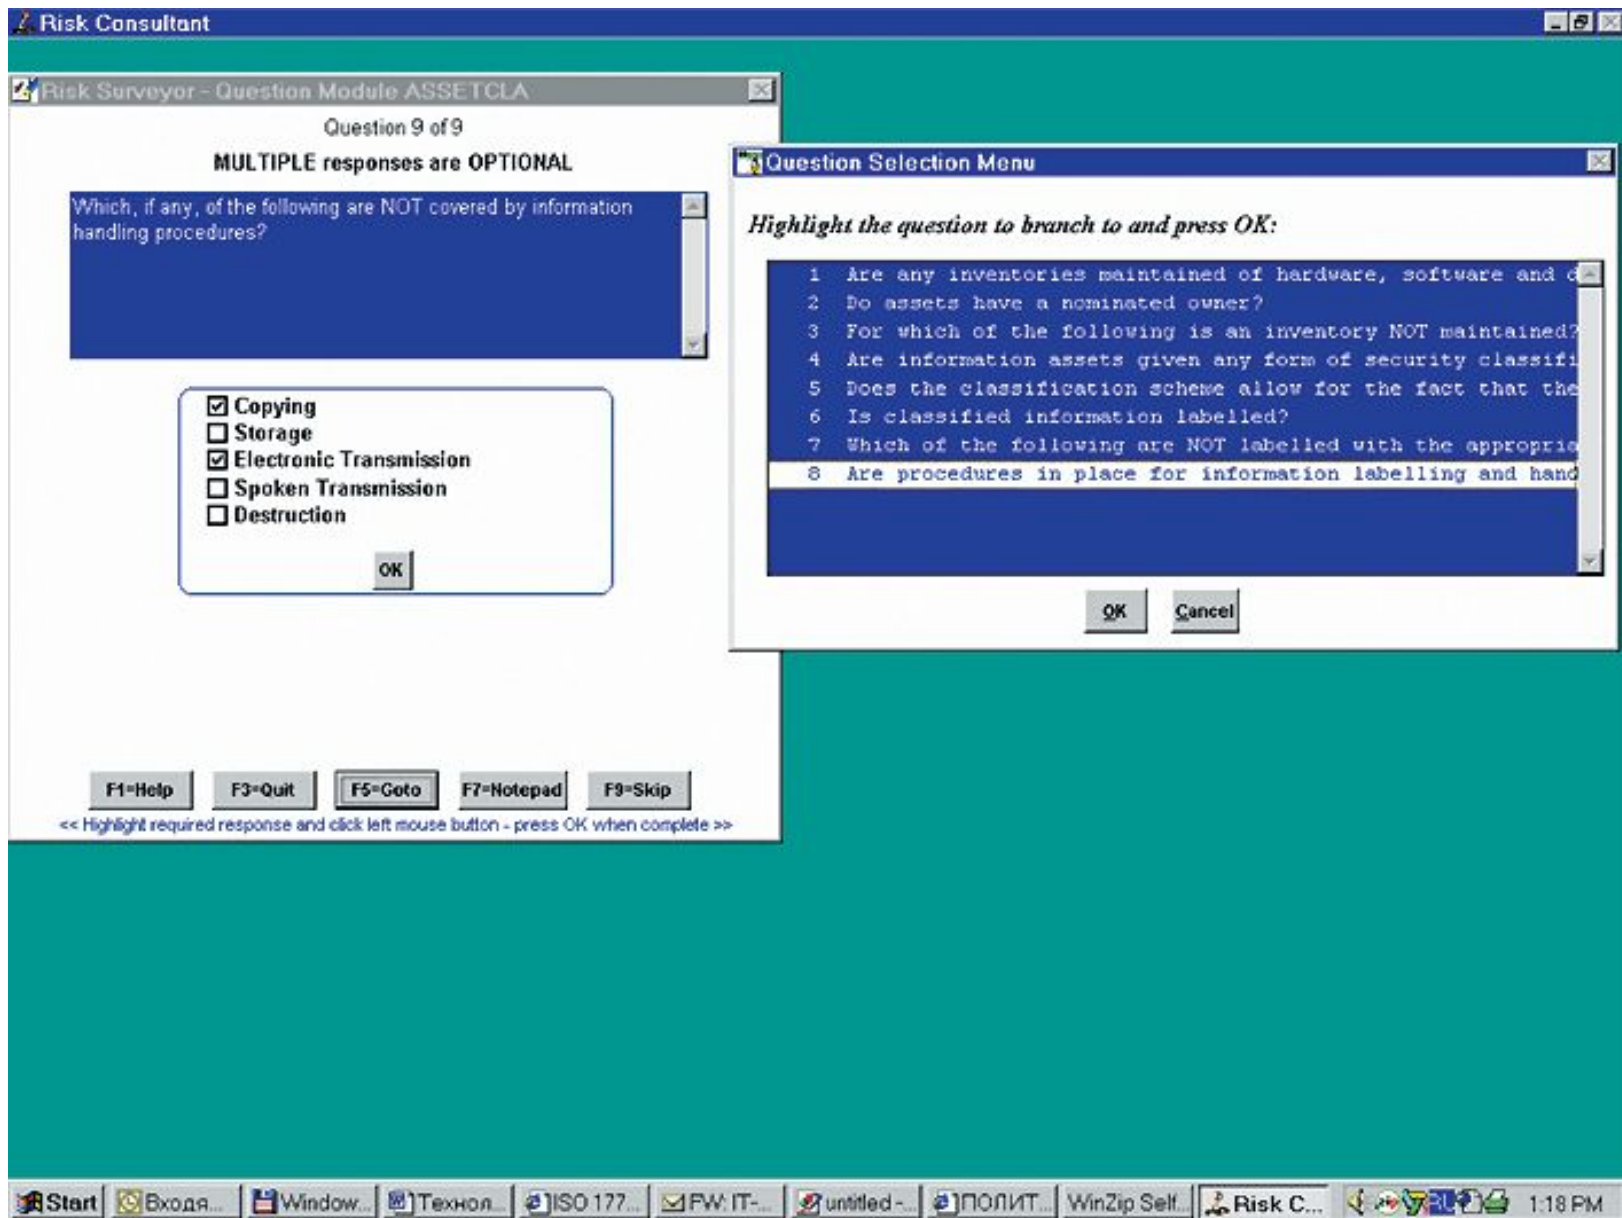 Risk Consultant
Risk Surveyor - Question Module ASSETCLA
Question 9 of 9
MULTIPLE responses are OPTIONAL
Which, if any, of the following are NOT covered by information
handling procedures?
Copying
Storage
Electronic Transmission
Spoken Transmission
Destruction
OK
F1=Help F3=Quit F5=Goto F7=Notepad F9=Skip
<< Highlight required response and click left mouse button - press OK when complete >>
Question Selection Menu
Highlight the question to branch to and press OK:
1 Are any inventories maintained of hardware, software and d
2 Do assets have a nominated owner?
3 For which of the following is an inventory NOT maintained?
4 Are information assets given any form of security classifi
5 Does the classification scheme allow for the fact that the
6 Is classified information labelled?
7 Which of the following are NOT labelled with the appropria
8 Are procedures in place for information labelling and hand
OK Cancel
Start Входя... Window... Технол... ISO 177... FW: IT-... untitled -... ПОЛИТ... WinZip Self... Risk C... RU 1:18 PM